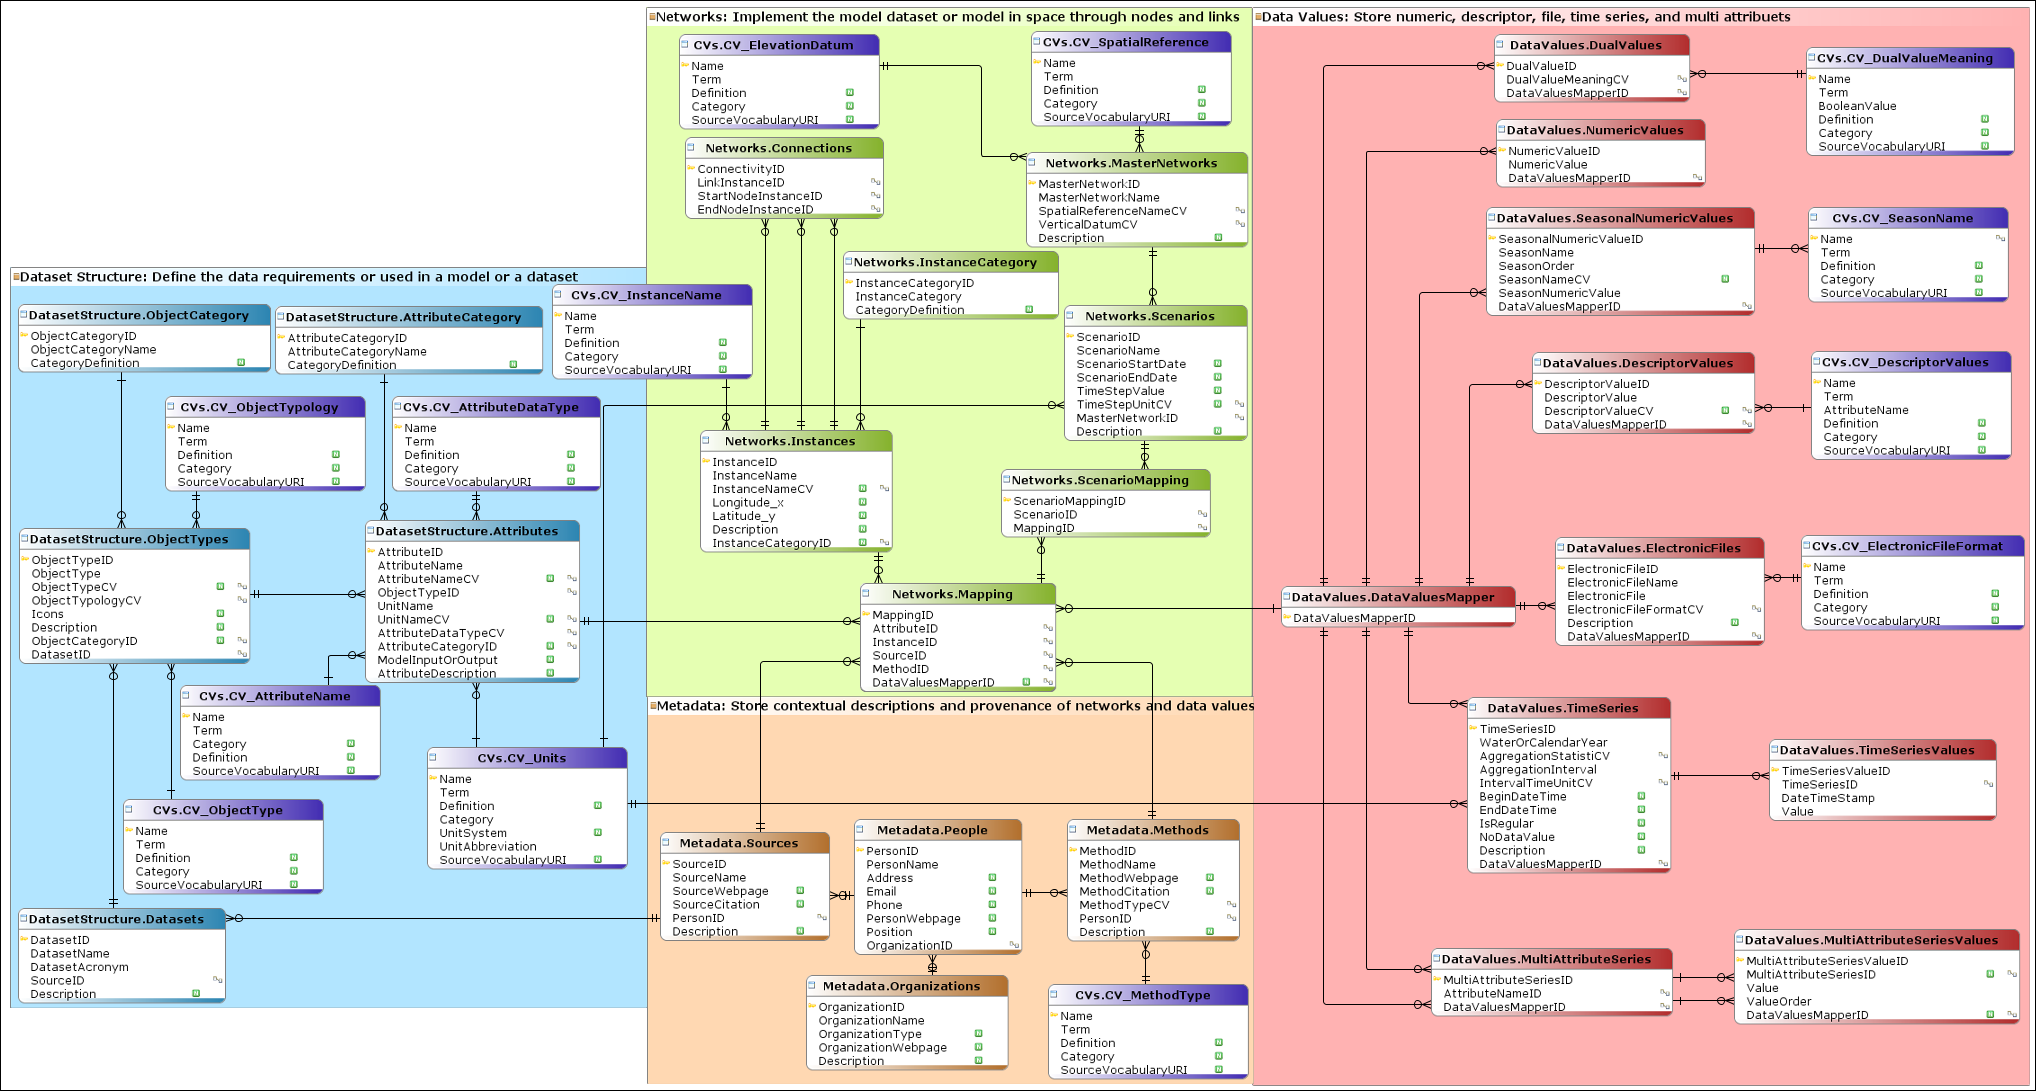 Networks: Implement the model dataset or model in space through nodes and links
CVs.CV_ElevationDatum
Name
Term
Definition
Category
SourceVocabularyURI
CVs.CV_SpatialReference
Name
Term
Definition
Category
SourceVocabularyURI
Networks.Connections
ConnectivityID
LinkInstanceID
StartNodeInstanceID
EndNodeInstanceID
Networks.MasterNetworks
MasterNetworkID
MasterNetworkName
SpatialReferenceNameCV
VerticalDatumCV
Description
Networks.InstanceCategory
InstanceCategoryID
InstanceCategory
CategoryDefinition
Networks.Scenarios
ScenarioID
ScenarioName
ScenarioStartDate
ScenarioEndDate
TimeStepValue
TimeStepUnitCV
MasterNetworkID
Description
CVs.CV_InstanceName
Name
Term
Definition
Category
SourceVocabularyURI
Networks.Instances
InstanceID
InstanceName
InstanceNameCV
Longitude_x
Latitude_y
Description
InstanceCategoryID
Networks.ScenarioMapping
ScenarioMappingID
ScenarioID
MappingID
Networks.Mapping
MappingID
AttributeID
InstanceID
SourceID
MethodID
DataValuesMapperID
Dataset Structure: Define the data requirements or used in a model or a dataset
DatasetStructure.ObjectCategory
ObjectCategoryID
ObjectCategoryName
CategoryDefinition
DatasetStructure.AttributeCategory
AttributeCategoryID
AttributeCategoryName
CategoryDefinition
CVs.CV_ObjectTypology
Name
Term
Definition
Category
SourceVocabularyURI
CVs.CV_AttributeDataType
Name
Term
Definition
Category
SourceVocabularyURI
DatasetStructure.ObjectTypes
ObjectTypeID
ObjectType
ObjectTypeCV
ObjectTypologyCV
Icons
Description
ObjectCategoryID
DatasetID
DatasetStructure.Attributes
AttributeID
AttributeName
AttributeNameCV
ObjectTypeID
UnitName
UnitNameCV
AttributeDataTypeCV
AttributeCategoryID
ModelInputOrOutput
AttributeDescription
CVs.CV_AttributeName
Name
Term
Category
Definition
SourceVocabularyURI
CVs.CV_Units
Name
Term
Definition
Category
UnitSystem
UnitAbbreviation
SourceVocabularyURI
CVs.CV_ObjectType
Name
Term
Definition
Category
SourceVocabularyURI
DatasetStructure.Datasets
DatasetID
DatasetName
DatasetAcronym
SourceID
Description
Metadata: Store contextual descriptions and provenance of networks and data values
Metadata.Sources
SourceID
SourceName
SourceWebpage
SourceCitation
PersonID
Description
Metadata.People
PersonID
PersonName
Address
Email
Phone
PersonWebpage
Position
OrganizationID
Metadata.Methods
MethodID
MethodName
MethodWebpage
MethodCitation
MethodTypeCV
PersonID
Description
Metadata.Organizations
OrganizationID
OrganizationName
OrganizationType
OrganizationWebpage
Description
CVs.CV_MethodType
Name
Term
Definition
Category
SourceVocabularyURI
Data Values: Store numeric, descriptor, file, time series, and multi attribuets
DataValues.DualValues
DualValueID
DualValueMeaningCV
DataValuesMapperID
CVs.CV_DualValueMeaning
Name
Term
BooleanValue
Definition
Category
SourceVocabularyURI
DataValues.NumericValues
NumericValueID
NumericValue
DataValuesMapperID
DataValues.SeasonalNumericValues
SeasonalNumericValueID
SeasonName
SeasonOrder
SeasonNameCV
SeasonNumericValue
DataValuesMapperID
CVs.CV_SeasonName
Name
Term
Definition
Category
SourceVocabularyURI
DataValues.DescriptorValues
DescriptorValueID
DescriptorValue
DescriptorValueCV
DataValuesMapperID
CVs.CV_DescriptorValues
Name
Term
AttributeName
Definition
Category
SourceVocabularyURI
DataValues.ElectronicFiles
ElectronicFileID
ElectronicFileName
ElectronicFile
ElectronicFileFormatCV
Description
DataValuesMapperID
CVs.CV_ElectronicFileFormat
Name
Term
Definition
Category
SourceVocabularyURI
DataValues.DataValuesMapper
DataValuesMapperID
DataValues.TimeSeries
TimeSeriesID
WaterOrCalendarYear
AggregationStatisticCV
AggregationInterval
IntervalTimeUnitCV
BeginDateTime
EndDateTime
IsRegular
NoDataValue
Description
DataValuesMapperID
DataValues.TimeSeriesValues
TimeSeriesValueID
TimeSeriesID
DateTimeStamp
Value
DataValues.MultiAttributeSeries
MultiAttributeSeriesID
AttributeNameID
DataValuesMapperID
DataValues.MultiAttributeSeriesValues
MultiAttributeSeriesValueID
MultiAttributeSeriesID
Value
ValueOrder
DataValuesMapperID